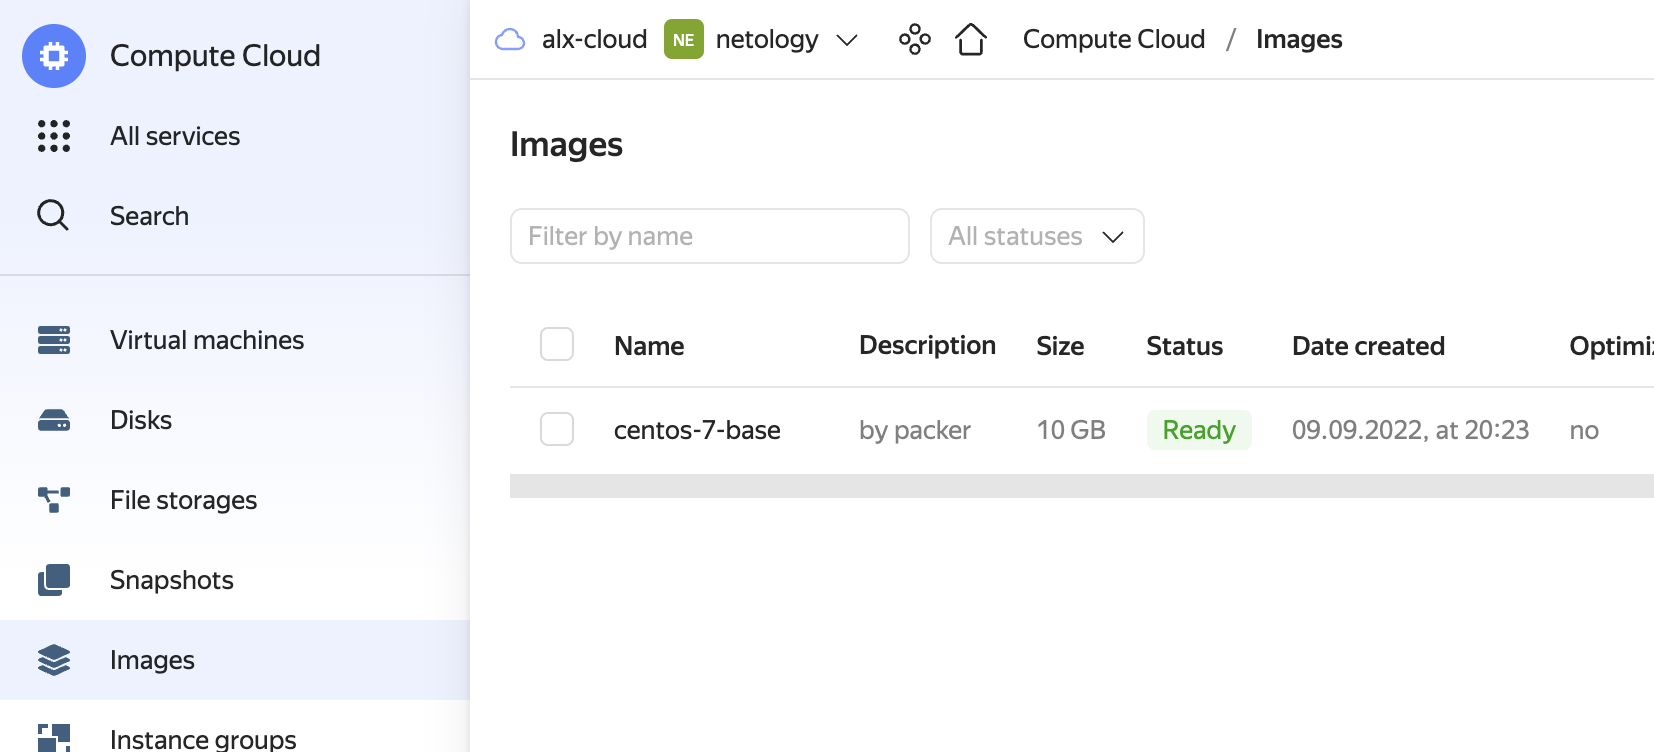 Compute Cloud
All services
Search
Virtual machines
Disks
File storages
Snapshots
Images
Instance groups
alx-cloud NE netology Compute Cloud / Images
Images
Filter by name All statuses
Name Description Size Status Date created Optimiz
centos-7-base by packer 10 GB Ready 09.09.2022, at 20:23 no